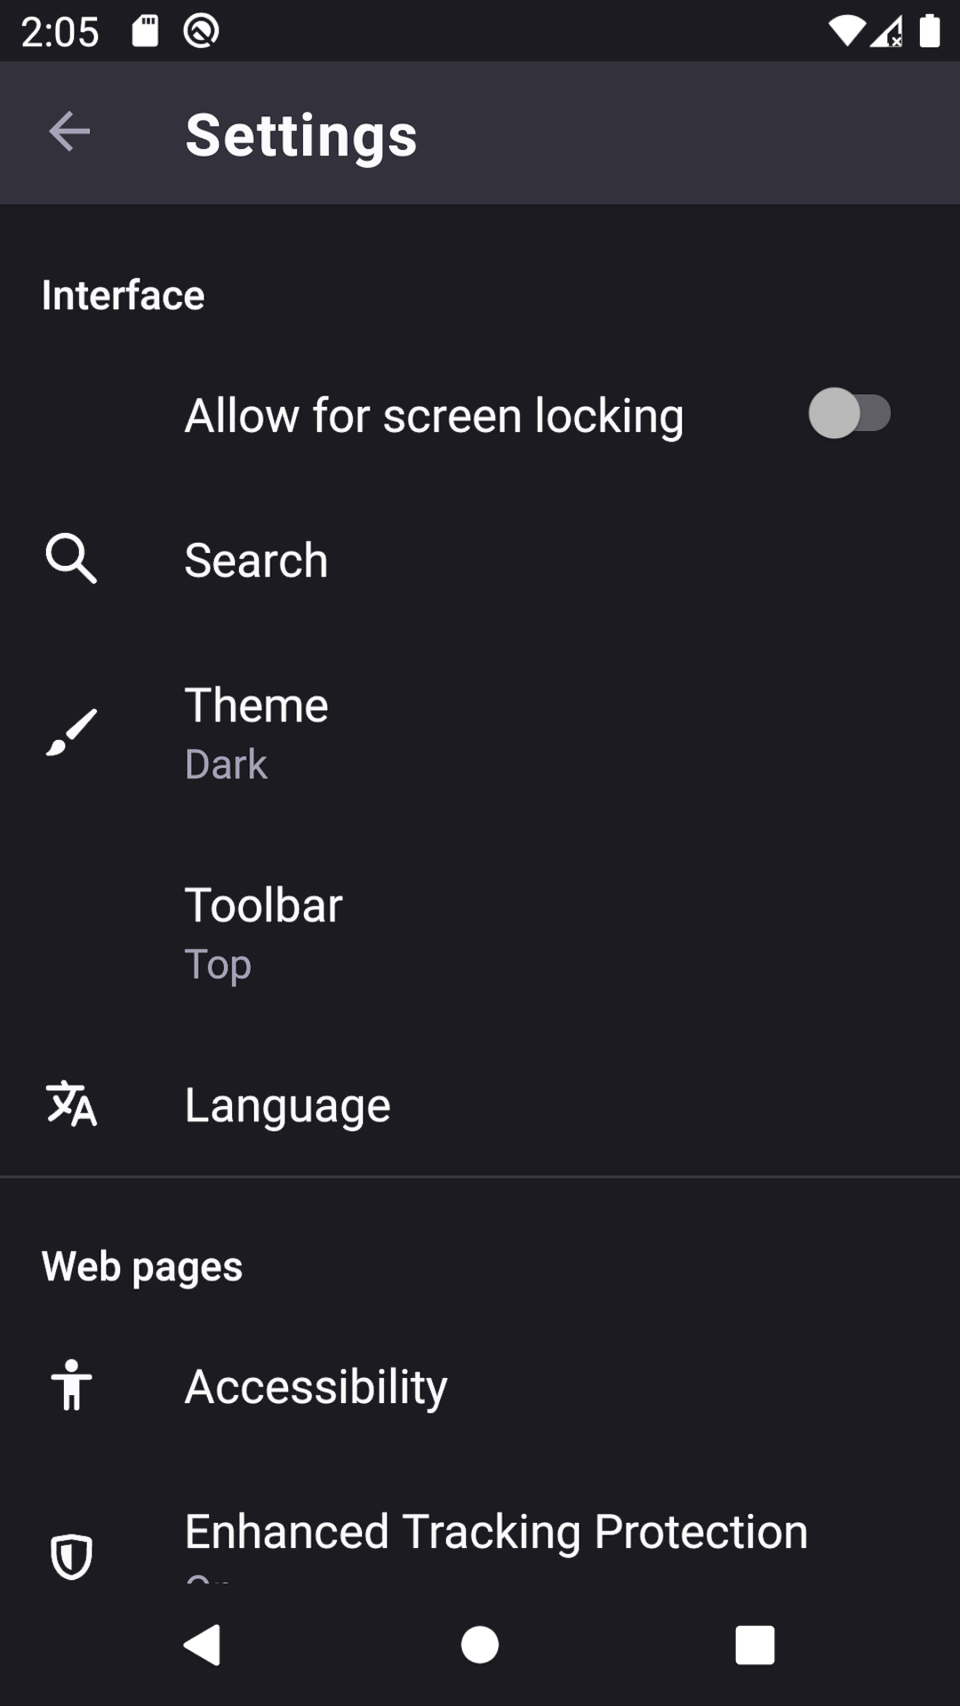 2:05
Settings
Interface
Allow for screen locking
Search
Theme
Dark
Toolbar
Top
Language
Web pages
Accessibility
Enhanced Tracking Protection